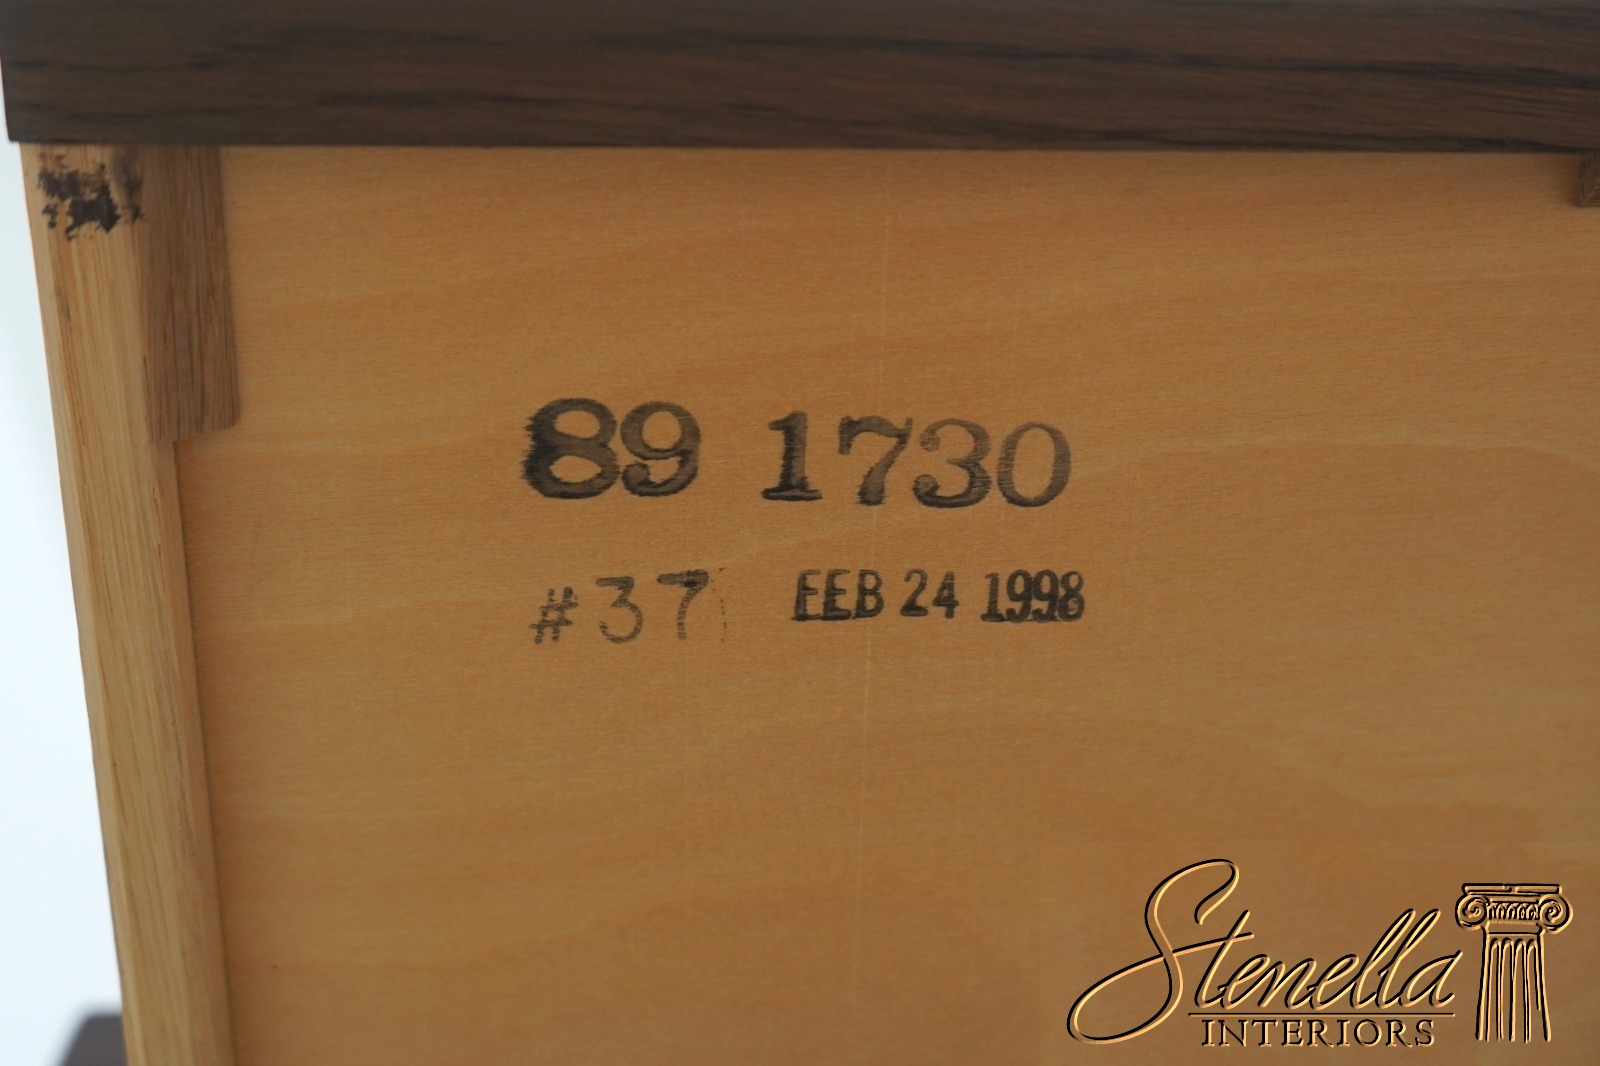 89 1730
#37 FEB 24 1998
Stenella
INTERIORS